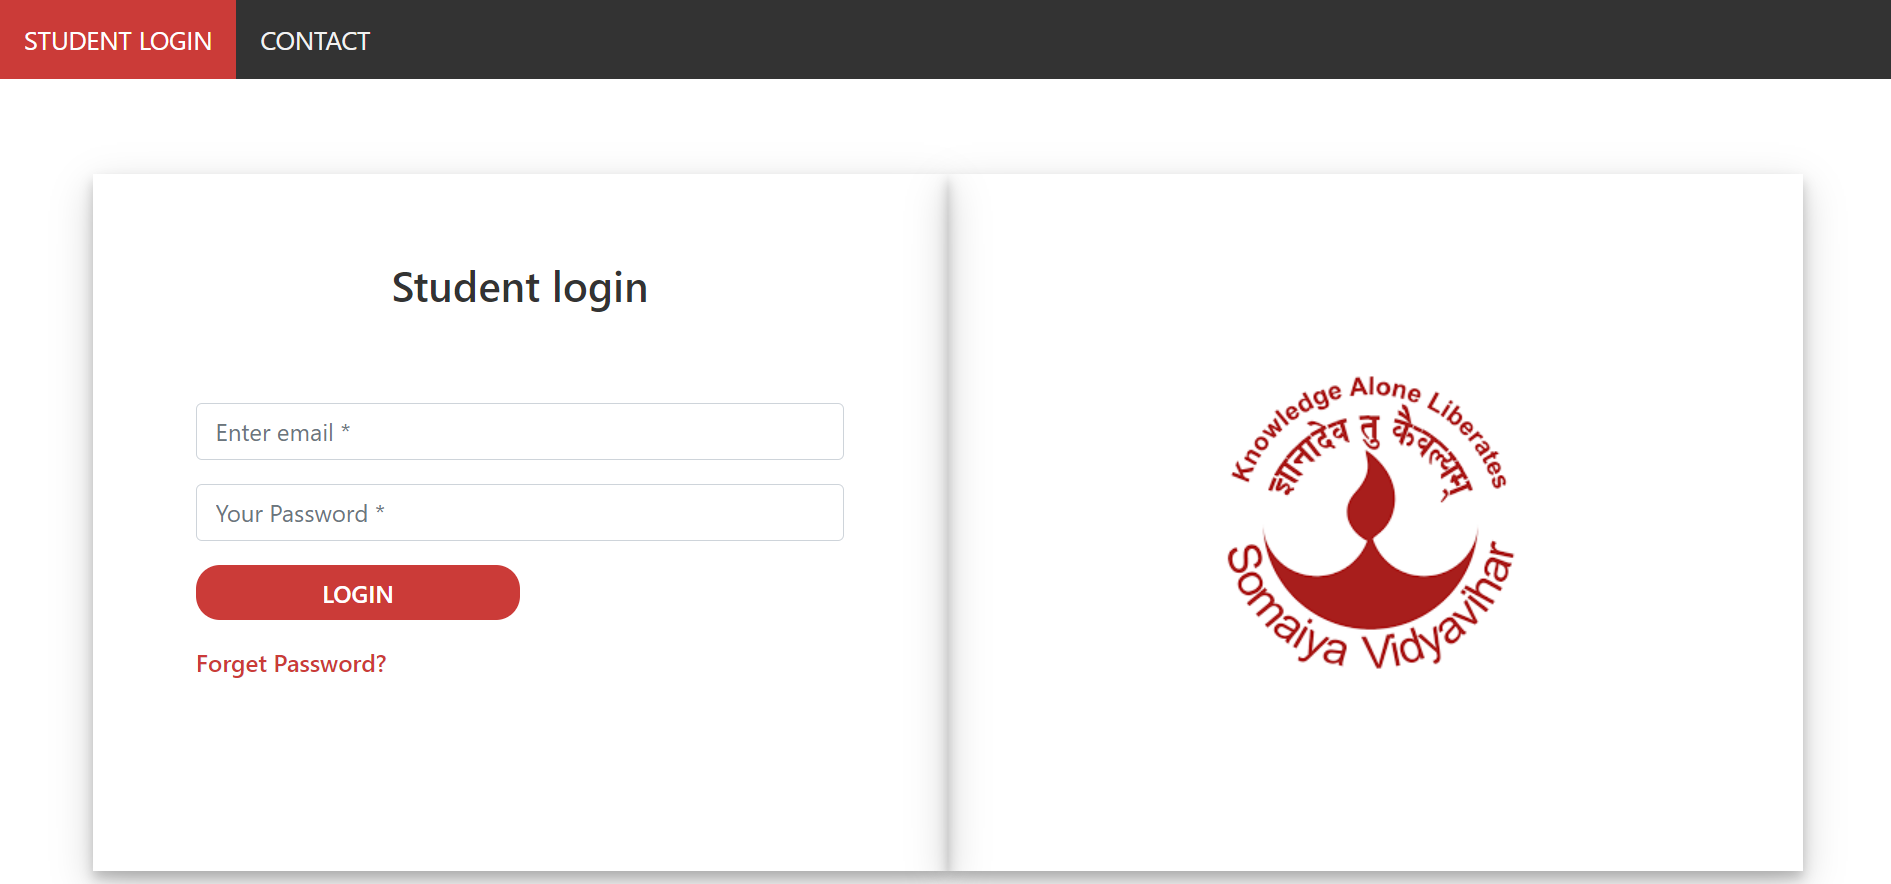 STUDENT LOGIN
CONTACT
Student login
Enter email *
Your Password *
LOGIN
Forget Password?
Knowledge Alone Liberates
ज्ञानादेव तु कैवल्यम्
Somaiya Vidyavihar